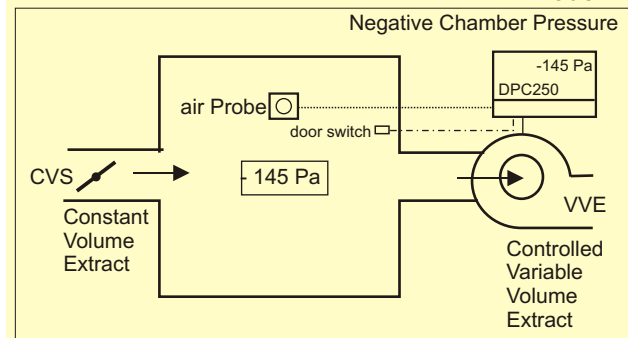 Negative Chamber Pressure
-145 Pa
DPC250
air Probe
door switch
CVS
- 145 Pa
VVE
Constant
Volume
Extract
Controlled
Variable
Volume
Extract